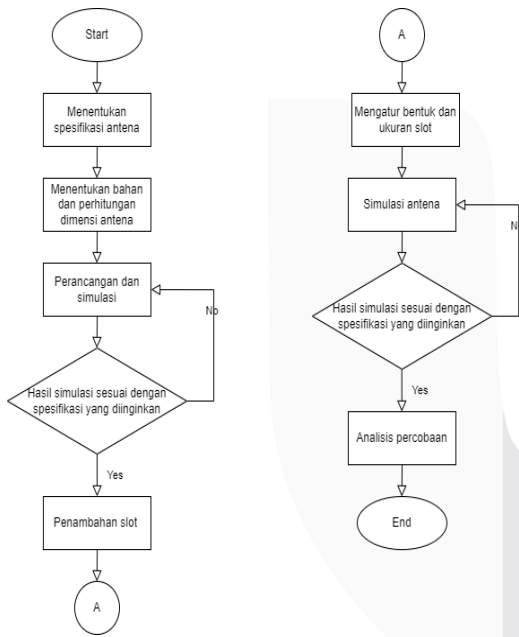 Start
Menentukan
spesifikasi antena
Menentukan bahan
dan perhitungan
dimensi antena
Perancangan dan
simulasi
No
Hasil simulasi sesuai dengan
spesifikasi yang diinginkan
Yes
Penambahan slot
A
A
Mengatur bentuk dan
ukuran slot
Simulasi antena
N
Hasil simulasi sesuai dengan
spesifikasi yang diinginkan
Yes
Analisis percobaan
End